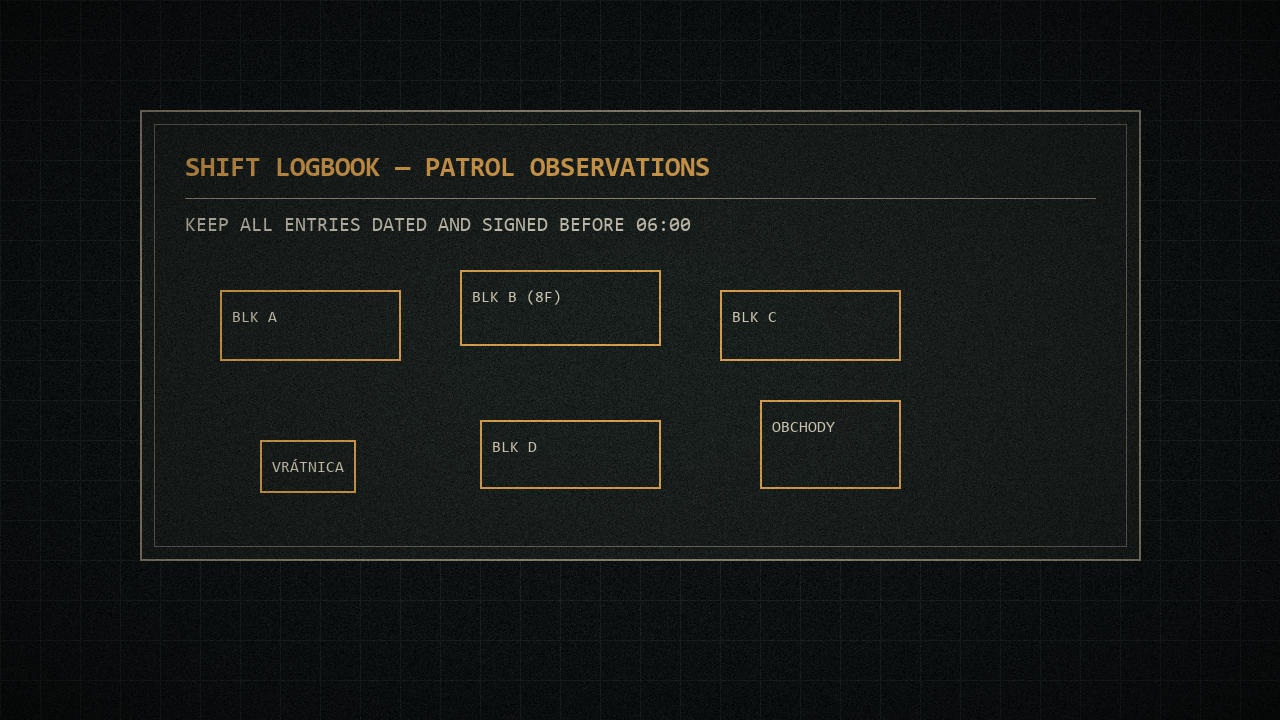 SHIFT LOGBOOK — PATROL OBSERVATIONS
KEEP ALL ENTRIES DATED AND SIGNED BEFORE 06:00
BLK A
BLK B (8F)
BLK C
VRÁTNICA
BLK D
OBCHODY